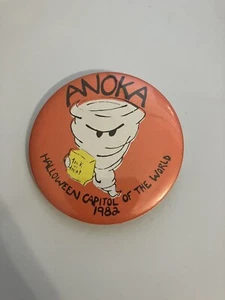 ANOKA
Trick
or
Treat
HALLOWEEN CAPITOL OF THE WORLD
1982